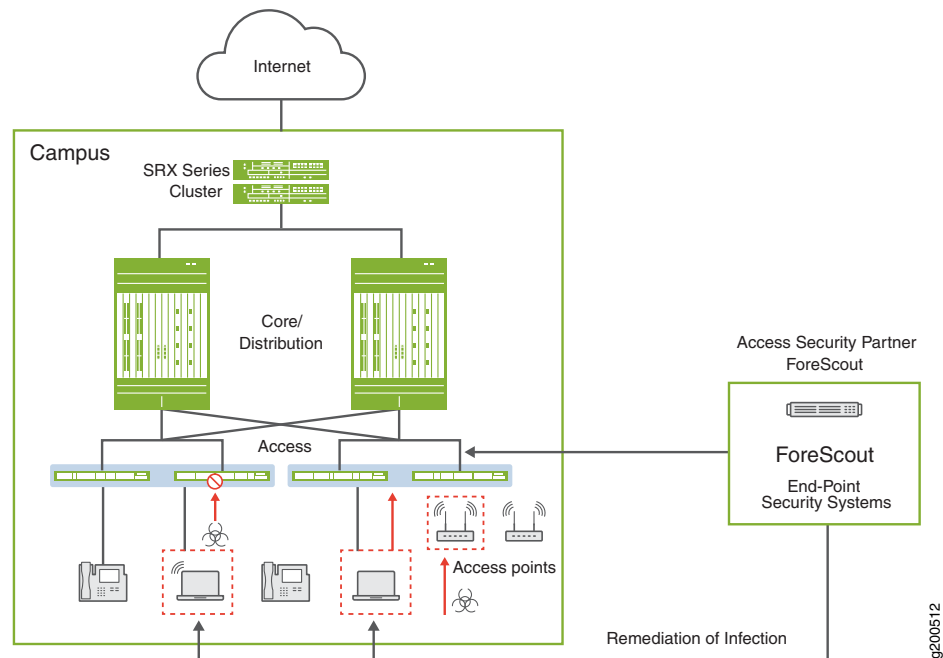 Internet
Campus
SRX Series
Cluster
Core/
Distribution
Access Security Partner
ForeScout
Access
ForeScout
End-Point
Security Systems
Access points
Remediation of Infection
g200512